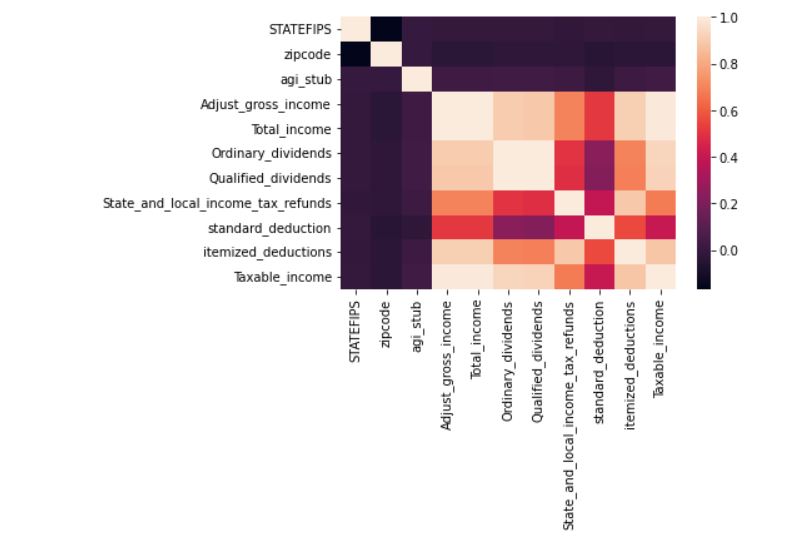 STATEFIPS
zipcode
agi_stub
Adjust_gross_income
Total_income
Ordinary_dividends
Qualified_dividends
State_and_local_income_tax_refunds
standard_deduction
itemized_deductions
Taxable_income
STATEFIPS
zipcode
agi_stub
Adjust_gross_income
Total_income
Ordinary_dividends
Qualified_dividends
State_and_local_income_tax_refunds
standard_deduction
itemized_deductions
Taxable_income
1.0
0.8
0.6
0.4
0.2
0.0